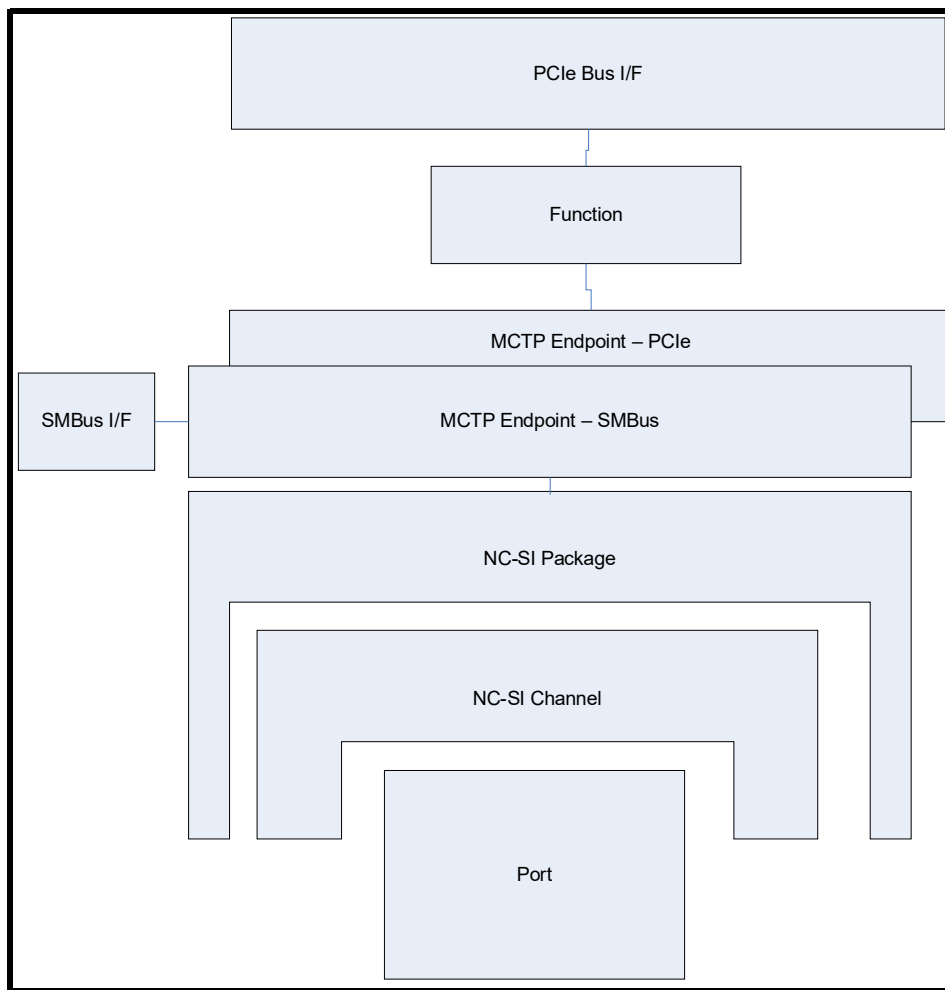 PCIe Bus I/F
Function
MCTP Endpoint – PCIe
SMBus I/F
MCTP Endpoint – SMBus
NC-SI Package
NC-SI Channel
Port